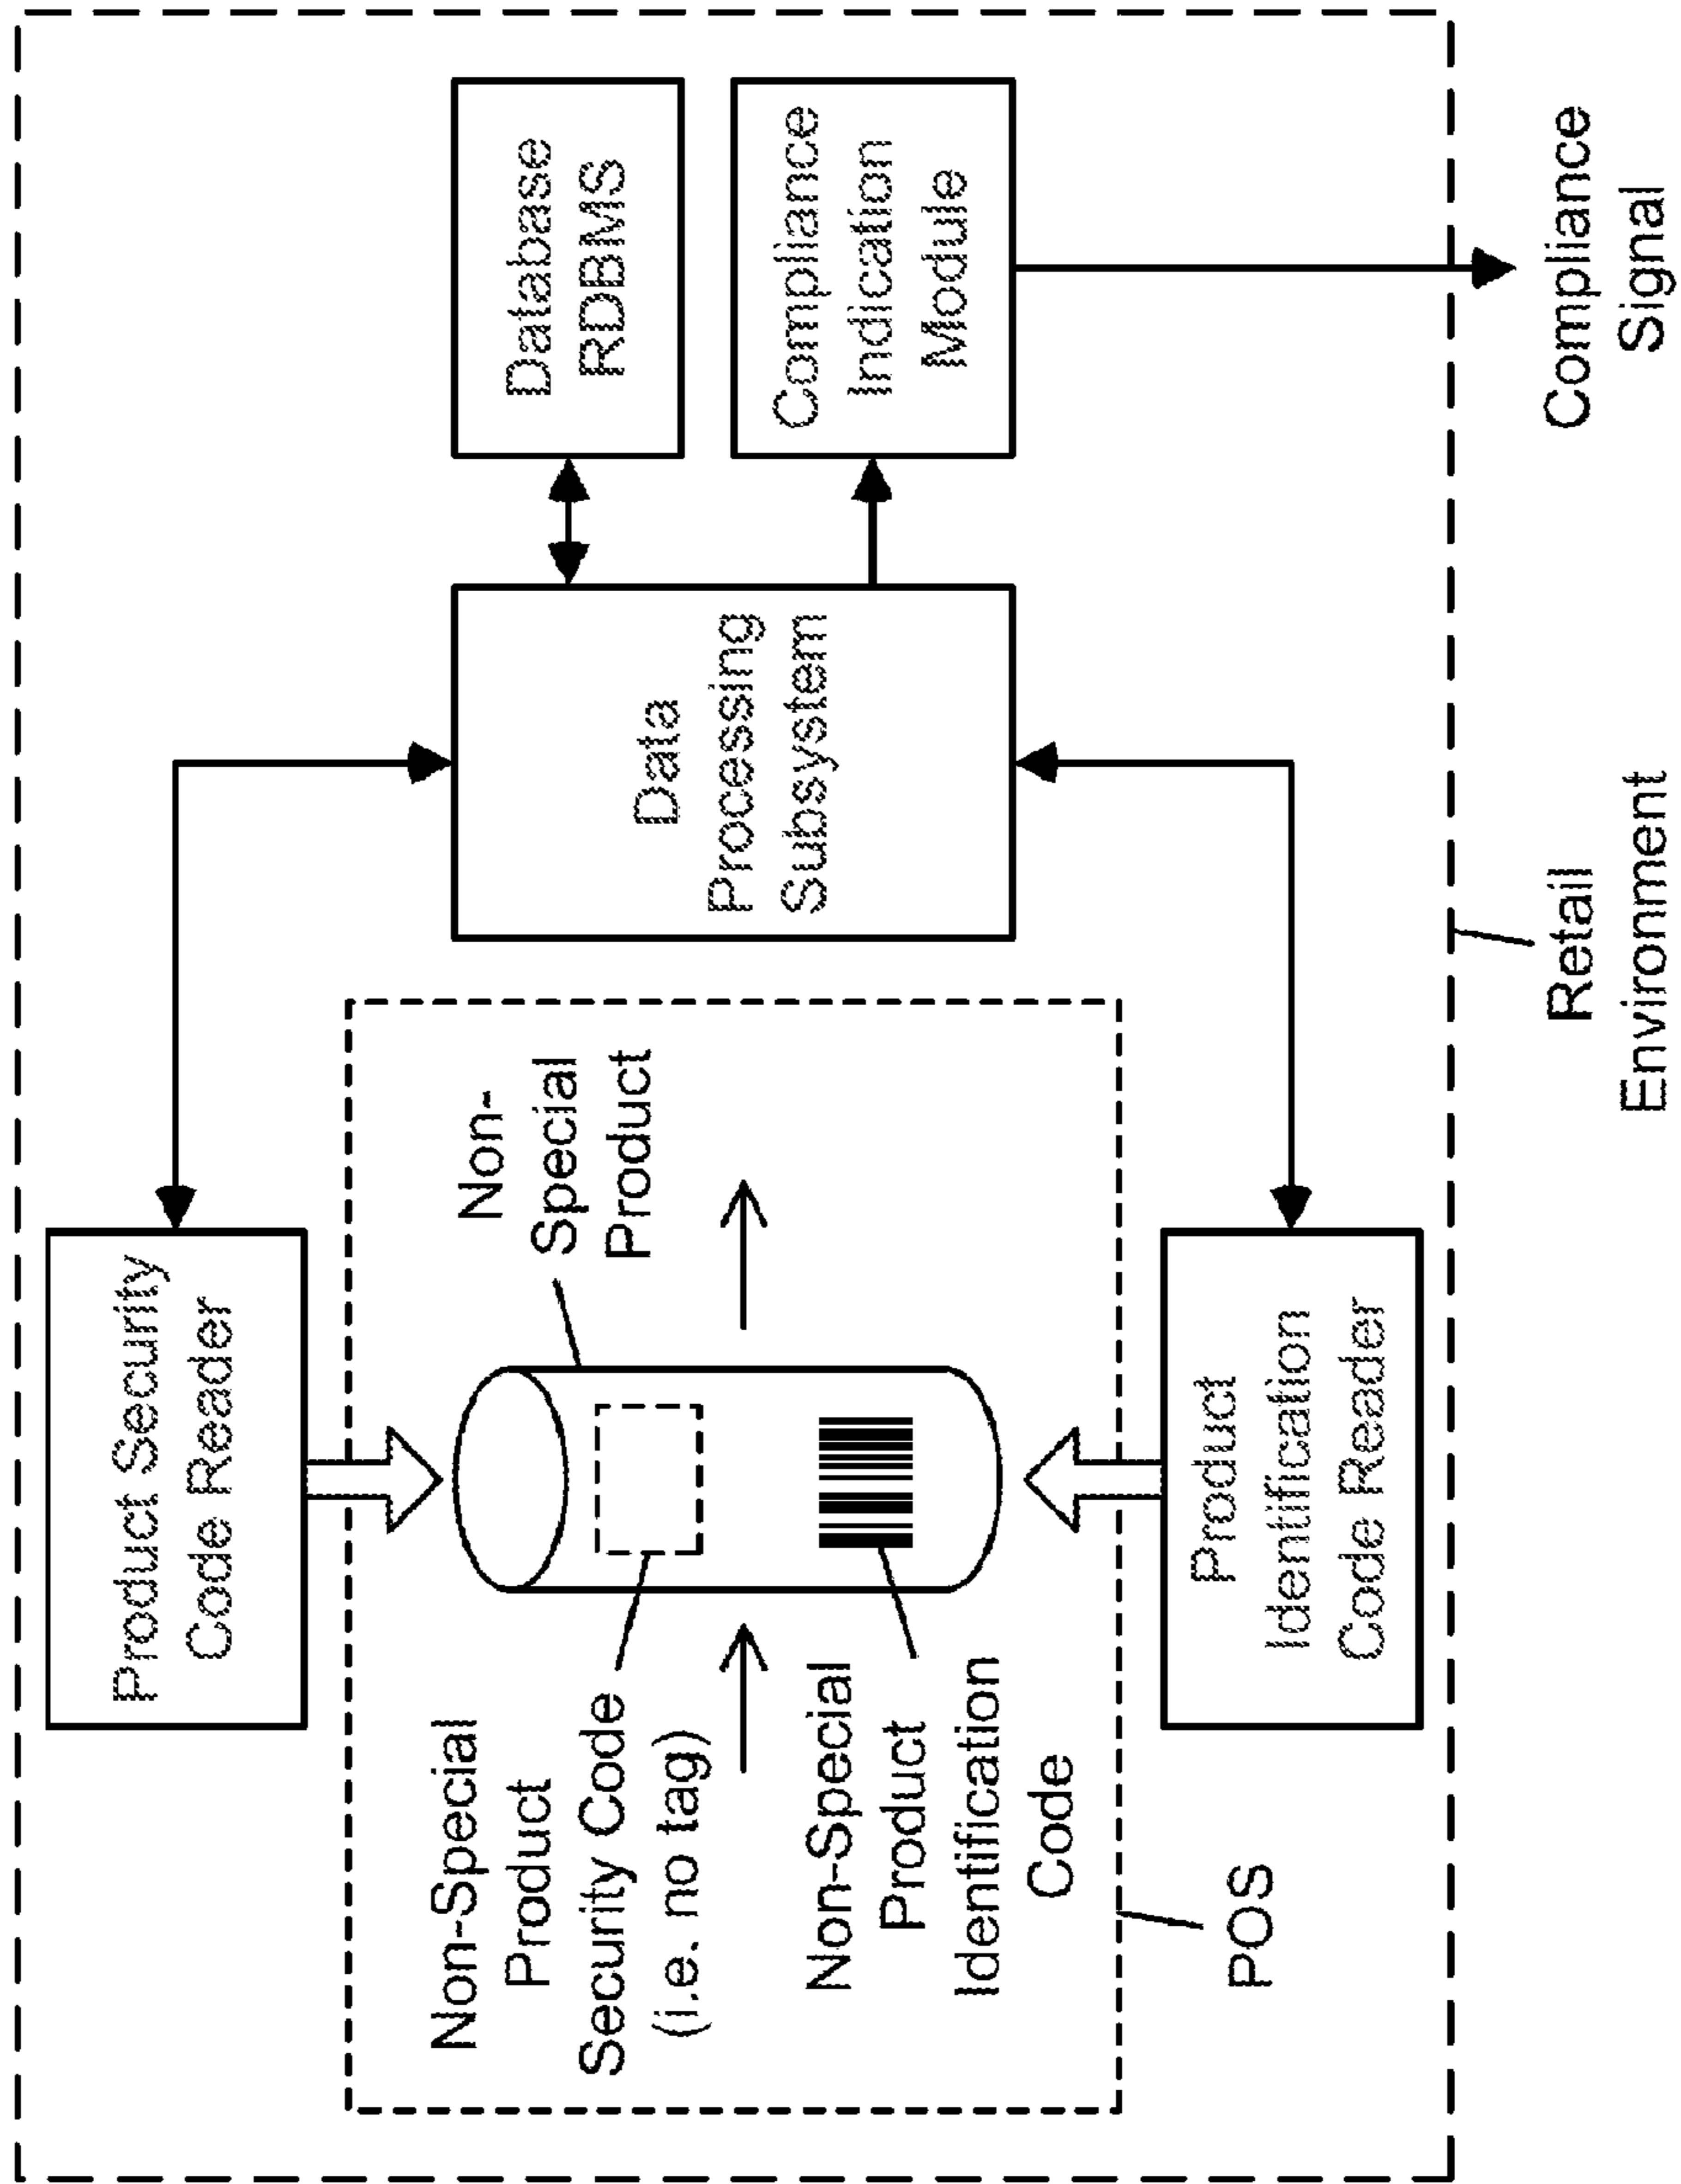 Product Security
Code Reader
Non-Special
Product
Security Code
(i.e. no tag)
Non-Special
Product
Identification
Code
Non-
Special
Product
POS
Product
Identification
Code Reader
Data
Processing
Subsystem
Database
RDBMS
Compliance
Indication
Module
Retail
Environment
Compliance
Signal